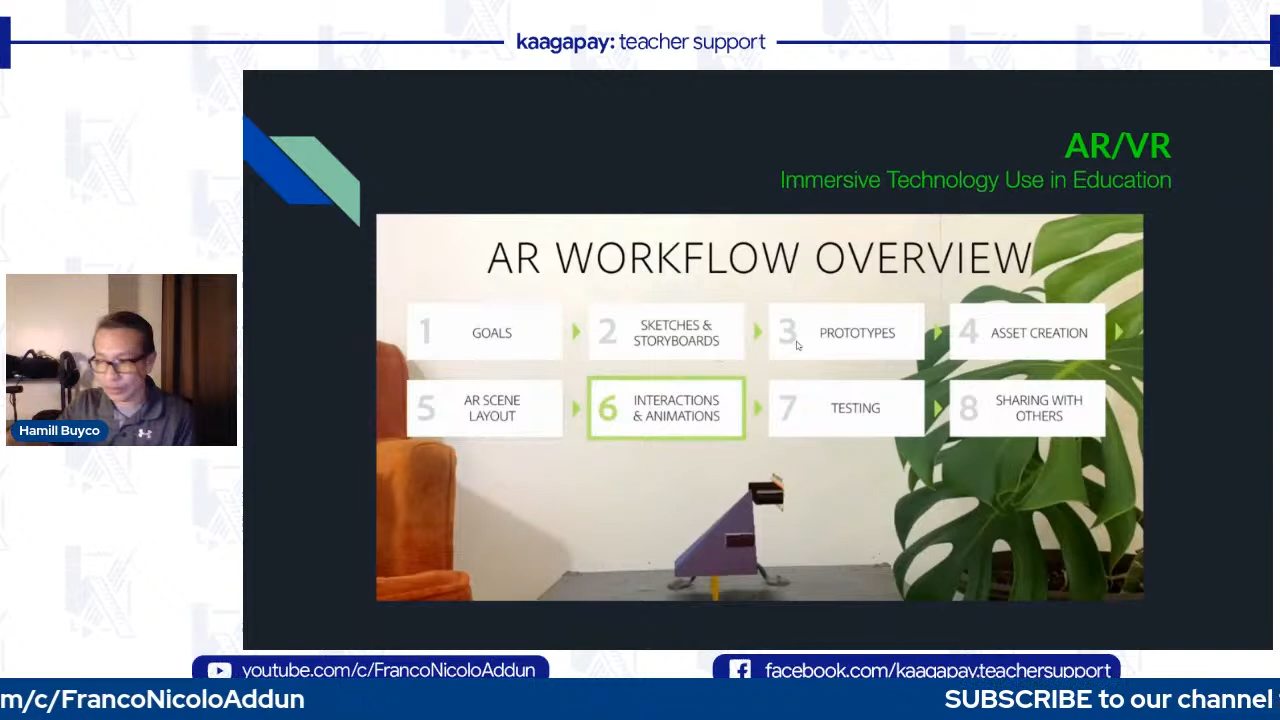 kaagapay: teacher support
AR/VR
Immersive Technology Use in Education
AR WORKFLOW OVERVIEW
1 GOALS
2 SKETCHES &
STORYBOARDS
3 PROTOTYPES
4 ASSET CREATION
5 AR SCENE
LAYOUT
6 INTERACTIONS
& ANIMATIONS
7 TESTING
8 SHARING WITH
OTHERS
Hamill Buyco
youtube.com/c/FrancoNicoloAddun
facebook.com/kaagapay.teachersupport
m/c/FrancoNicoloAddun
SUBSCRIBE to our channel